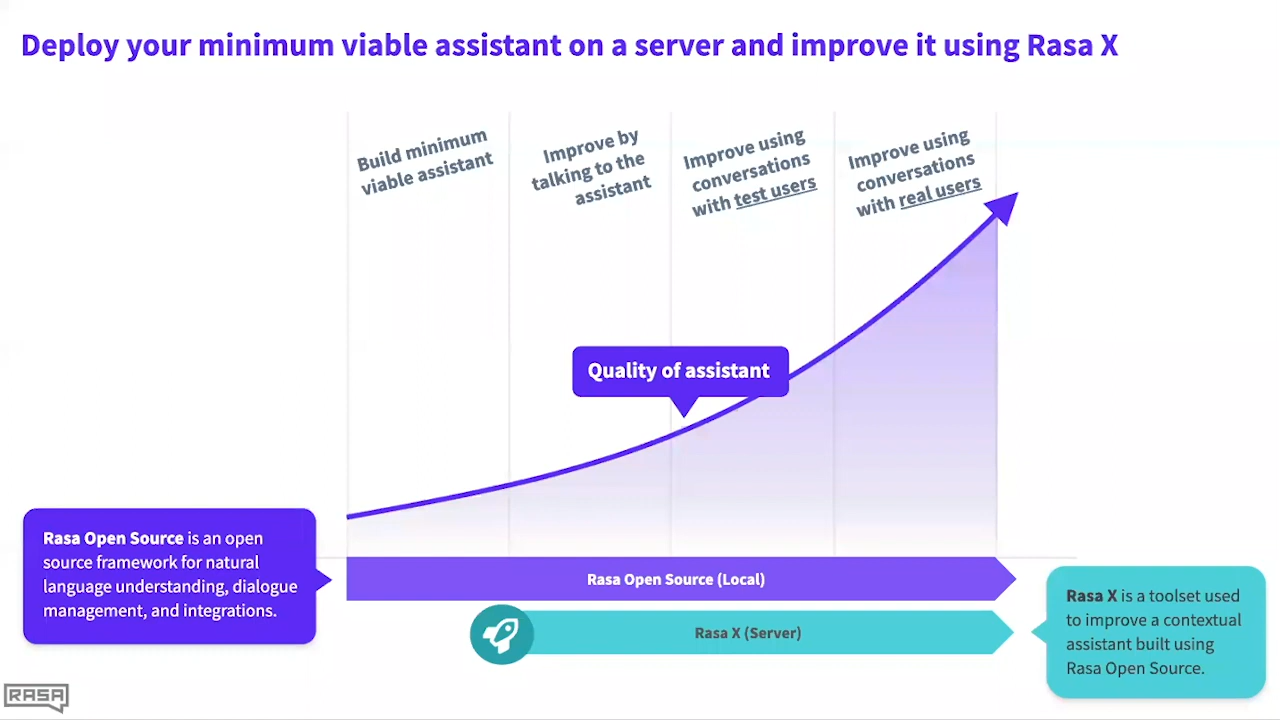 Deploy your minimum viable assistant on a server and improve it using Rasa X
Build minimum
viable assistant
Improve by
talking to the
assistant
Improve using
conversations
with test users
Improve using
conversations
with real users
Quality of assistant
Rasa Open Source is an open
source framework for natural
language understanding, dialogue
management, and integrations.
Rasa Open Source (Local)
Rasa X (Server)
Rasa X is a toolset used
to improve a contextual
assistant built using
Rasa Open Source.
RASA